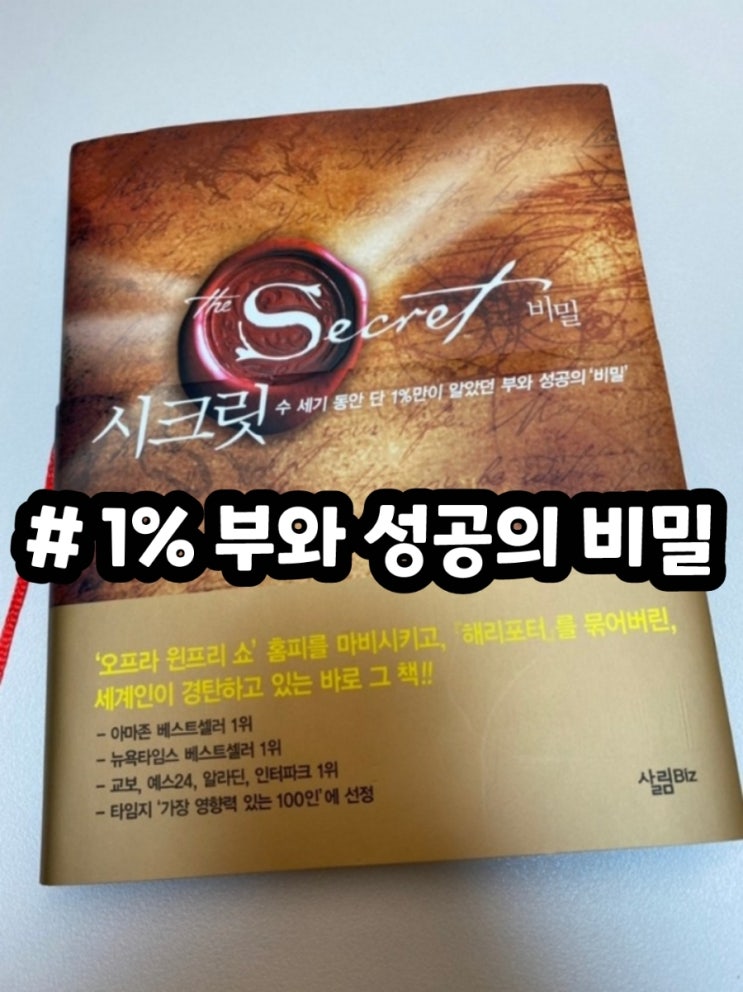 the Secret 비밀
시크릿 수 세기 동안 단 1%만이 알았던 부와 성공의 '비밀'
# 1% 부와 성공의 비밀
'오프라 윈프리 쇼' 홈피를 마비시키고, 『해리포터』를 묶어버린,
세계인이 경탄하고 있는 바로 그 책!!
- 아마존 베스트셀러 1위
- 뉴욕타임스 베스트셀러 1위
- 교보, 예스24, 알라딘, 인터파크 1위
- 타임지 '가장 영향력 있는 100인'에 선정
살림Biz